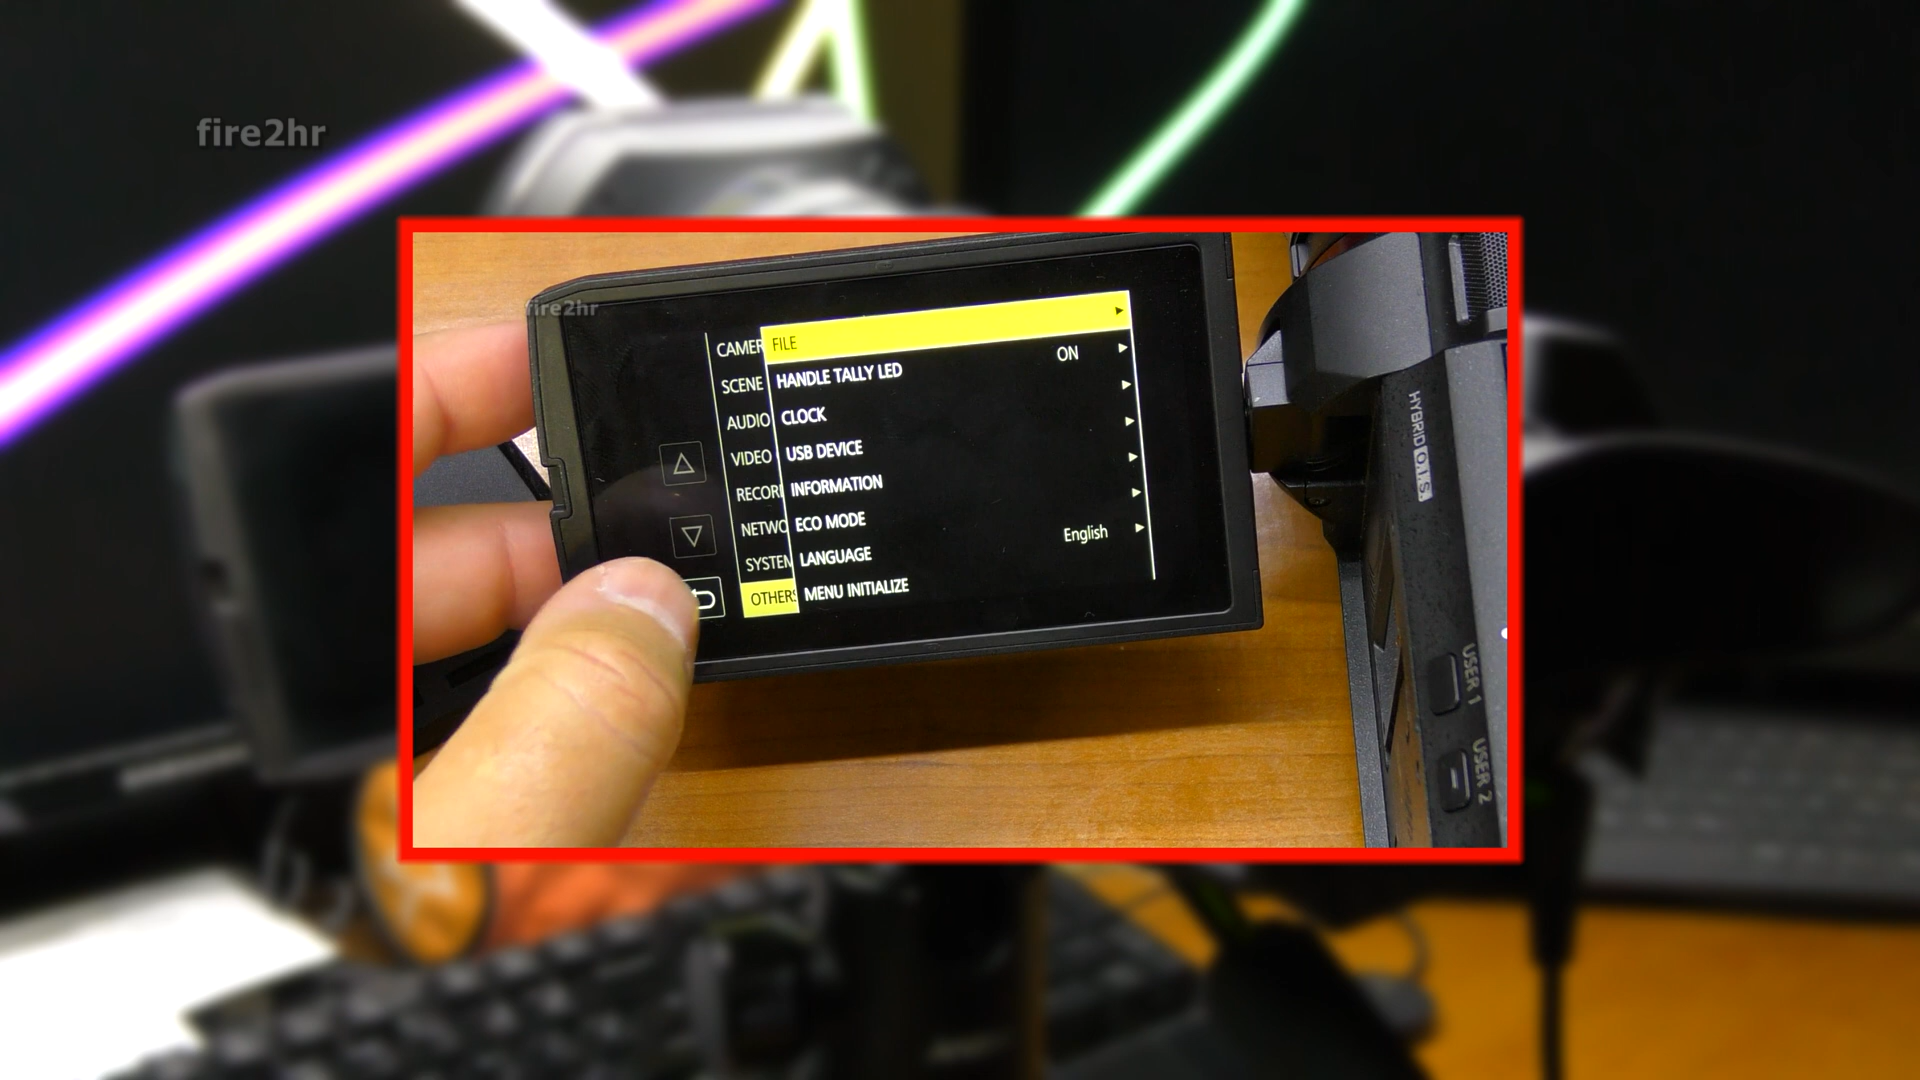 fire2hr
fire2hr
CAMER
SCENE
AUDIO
VIDEO
RECOR
NETWO
SYSTEM
OTHERS
FILE
HANDLE TALLY LED ON
CLOCK
USB DEVICE
INFORMATION
ECO MODE
LANGUAGE English
MENU INITIALIZE
HYBRID O.I.S.
USER 1
USER 2